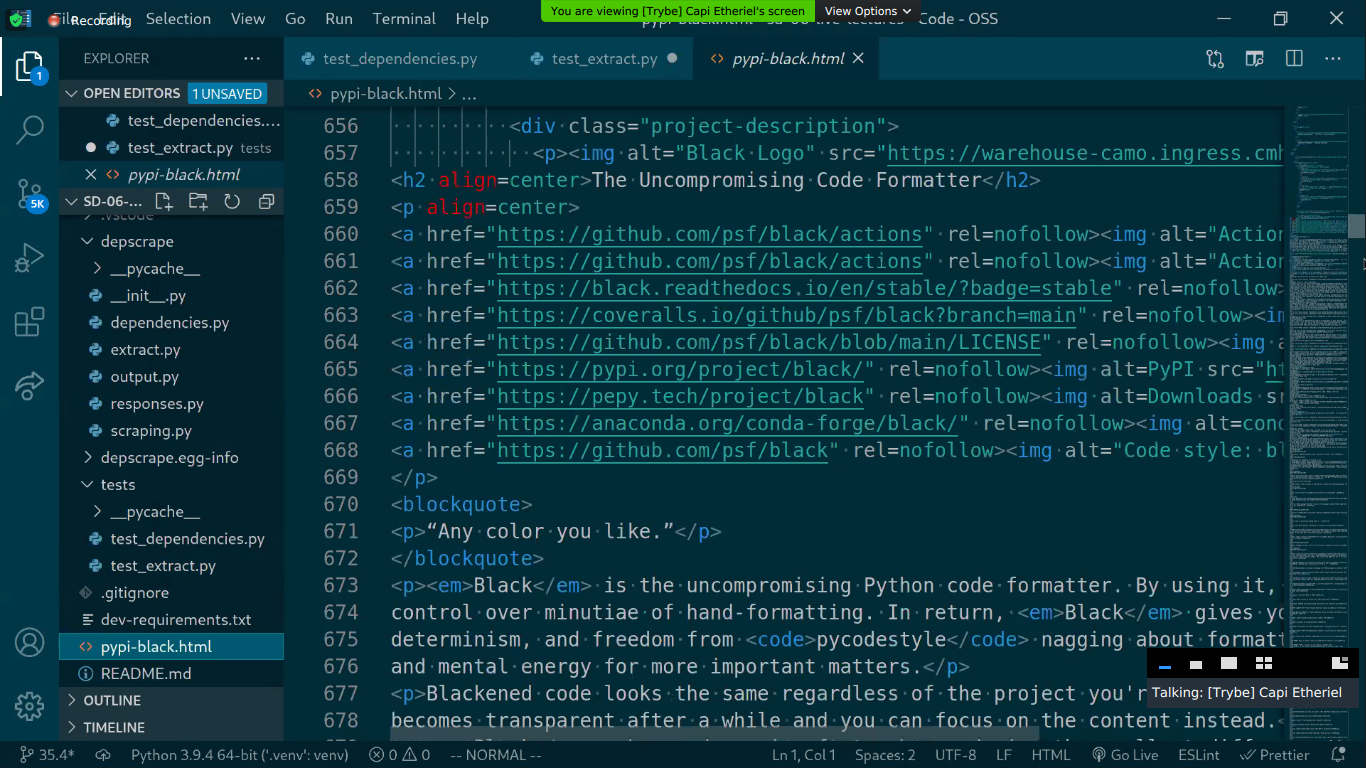 File Edit Selection View Go Run Terminal Help
Recording
You are viewing [Trybe] Capi Etheriel's screen
View Options
Code - OSS
EXPLORER
test_dependencies.py
test_extract.py
pypi-black.html
OPEN EDITORS
1 UNSAVED
test_dependencies....
test_extract.py tests
pypi-black.html
SD-06-...
.vscode
depscrape
__pycache__
__init__.py
dependencies.py
extract.py
output.py
responses.py
scraping.py
depscrape.egg-info
tests
__pycache__
test_dependencies.py
test_extract.py
.gitignore
dev-requirements.txt
pypi-black.html
README.md
OUTLINE
TIMELINE
pypi-black.html > ...
656 <div class="project-description">
657 <p><img alt="Black Logo" src="https://warehouse-camo.ingress.cmh
658 <h2 align=center>The Uncompromising Code Formatter</h2>
659 <p align=center>
660 <a href="https://github.com/psf/black/actions" rel=nofollow><img alt="Action
661 <a href="https://github.com/psf/black/actions" rel=nofollow><img alt="Action
662 <a href="https://black.readthedocs.io/en/stable/?badge=stable" rel=nofollow>
663 <a href="https://coveralls.io/github/psf/black?branch=main" rel=nofollow><im
664 <a href="https://github.com/psf/black/blob/main/LICENSE" rel=nofollow><img a
665 <a href="https://pypi.org/project/black/" rel=nofollow><img alt=PyPI src="ht
666 <a href="https://pepy.tech/project/black" rel=nofollow><img alt=Downloads sr
667 <a href="https://anaconda.org/conda-forge/black/" rel=nofollow><img alt=cond
668 <a href="https://github.com/psf/black" rel=nofollow><img alt="Code style: bl
669 </p>
670 <blockquote>
671 <p>“Any color you like.”</p>
672 </blockquote>
673 <p><em>Black</em> is the uncompromising Python code formatter. By using it,
674 control over minutiae of hand-formatting. In return, <em>Black</em> gives yo
675 determinism, and freedom from <code>pycodestyle</code> nagging about formatt
676 and mental energy for more important matters.</p>
677 <p>Blackened code looks the same regardless of the project you'r
678 becomes transparent after a while and you can focus on the content instead.<
Talking: [Trybe] Capi Etheriel
35.4*
Python 3.9.4 64-bit ('.venv': venv)
0 0
-- NORMAL --
Ln 1, Col 1
Spaces: 2
UTF-8
LF
HTML
Go Live
ESLint
Prettier
1
5K